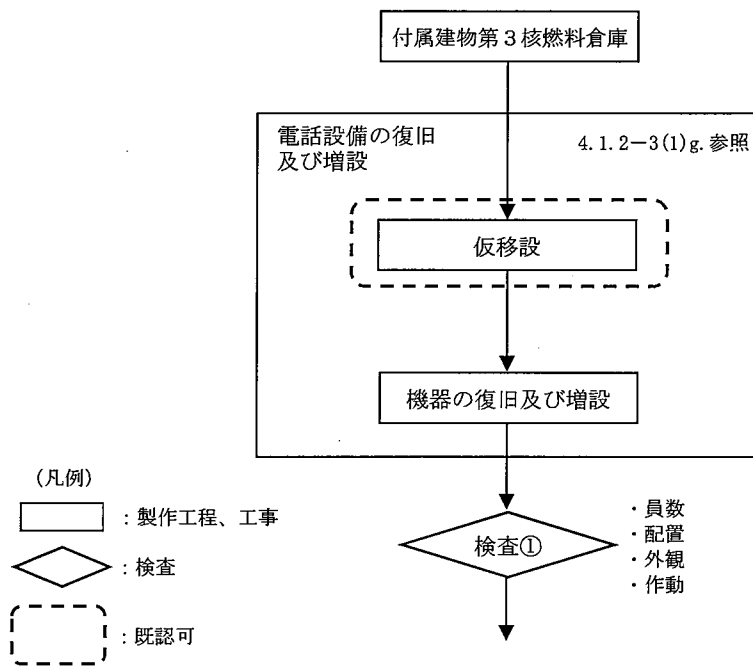 付属建物第３核燃料倉庫
電話設備の復旧
及び増設
4.1.2－3(1)g.参照
仮移設
機器の復旧及び増設
検査①
・員数
・配置
・外観
・作動
(凡例)
：製作工程、工事
：検査
：既認可